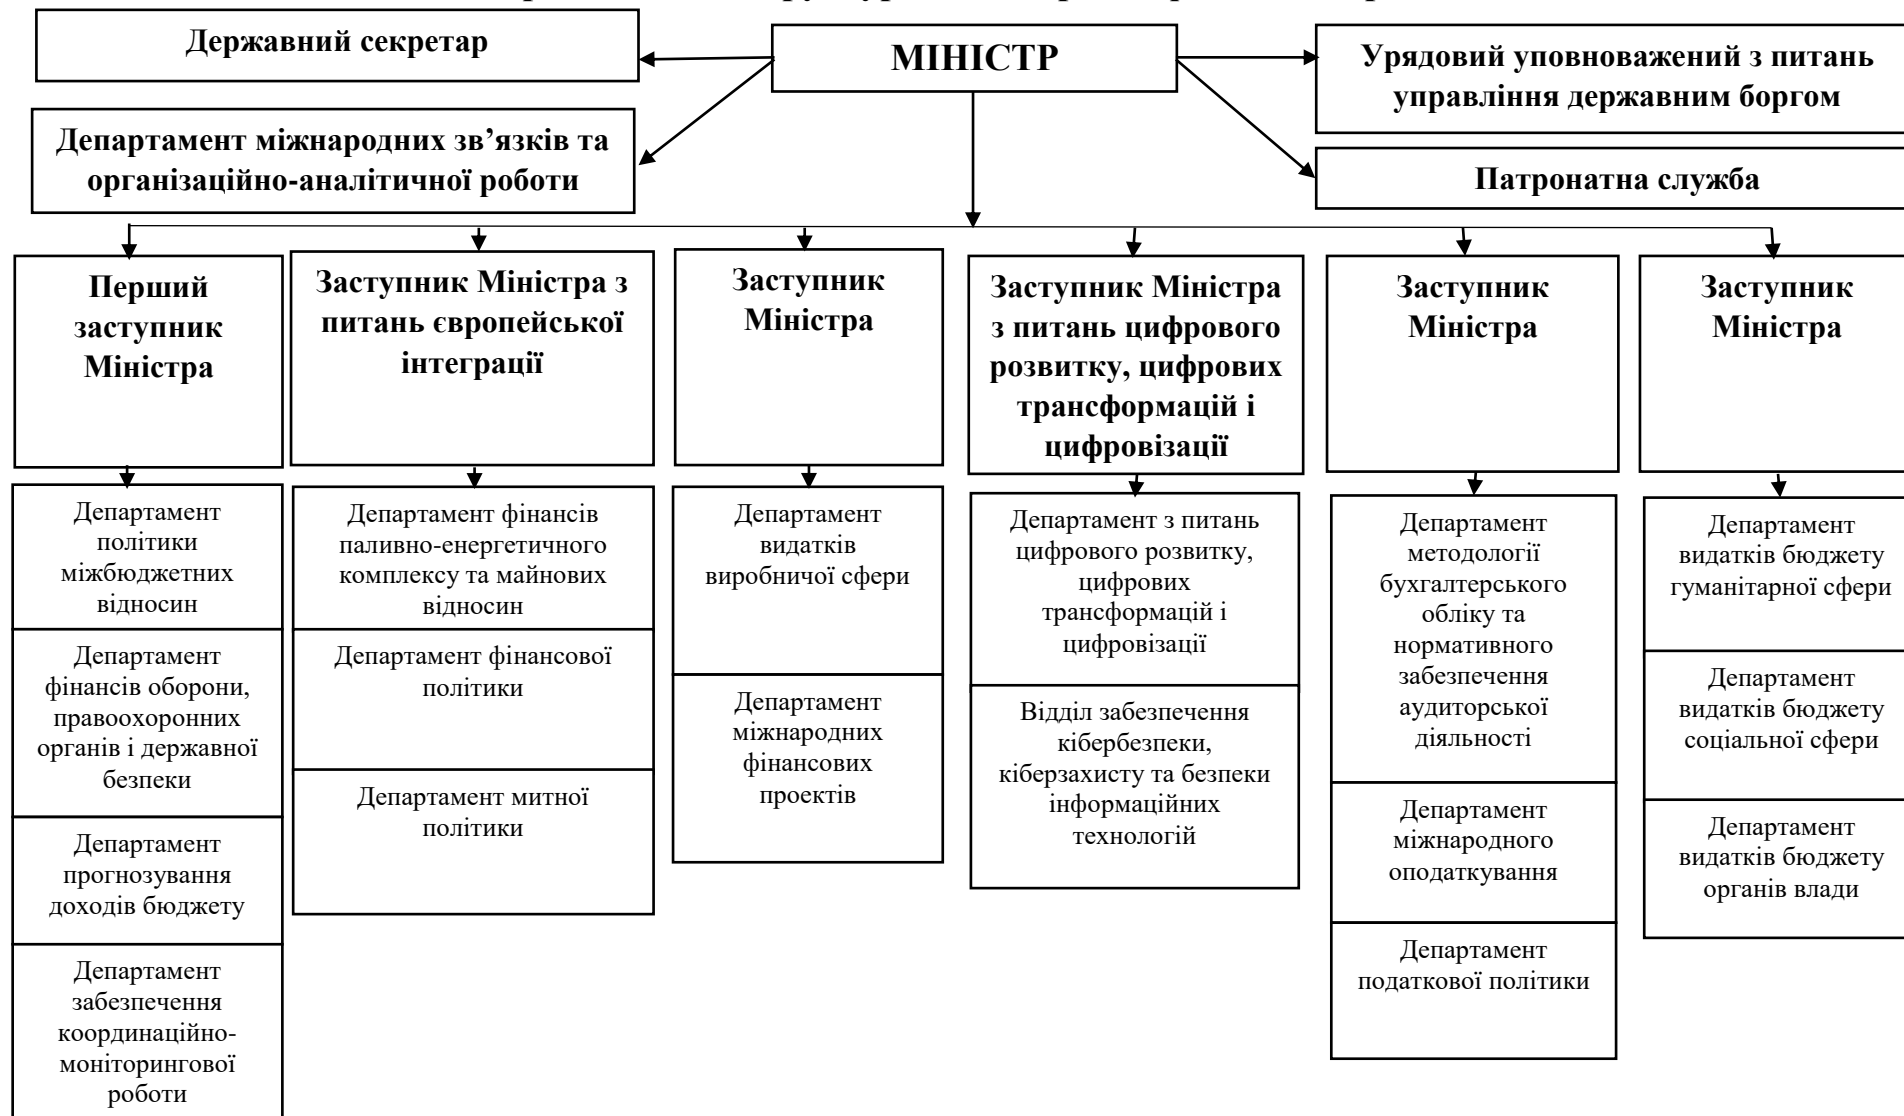 Державний секретар
МІНІСТР
Урядовий уповноважений з питань
управління державним боргом
Департамент міжнародних зв’язків та
організаційно-аналітичної роботи
Патронатна служба
Перший
заступник
Міністра
Заступник Міністра з
питань європейської
інтеграції
Заступник
Міністра
Заступник Міністра
з питань цифрового
розвитку, цифрових
трансформацій і
цифровізації
Заступник
Міністра
Заступник
Міністра
Департамент
політики
міжбюджетних
відносин
Департамент
фінансів оборони,
правоохоронних
органів і державної
безпеки
Департамент
прогнозування
доходів бюджету
Департамент
забезпечення
координаційно-
моніторингової
роботи
Департамент фінансів
паливно-енергетичного
комплексу та майнових
відносин
Департамент фінансової
політики
Департамент митної
політики
Департамент
видатків
виробничої сфери
Департамент
міжнародних
фінансових
проектів
Департамент з питань
цифрового розвитку,
цифрових
трансформацій і
цифровізації
Відділ забезпечення
кібербезпеки,
кіберзахисту та безпеки
інформаційних
технологій
Департамент
методології
бухгалтерського
обліку та
нормативного
забезпечення
аудиторської
діяльності
Департамент
міжнародного
оподаткування
Департамент
податкової політики
Департамент
видатків бюджету
гуманітарної сфери
Департамент
видатків бюджету
соціальної сфери
Департамент
видатків бюджету
органів влади